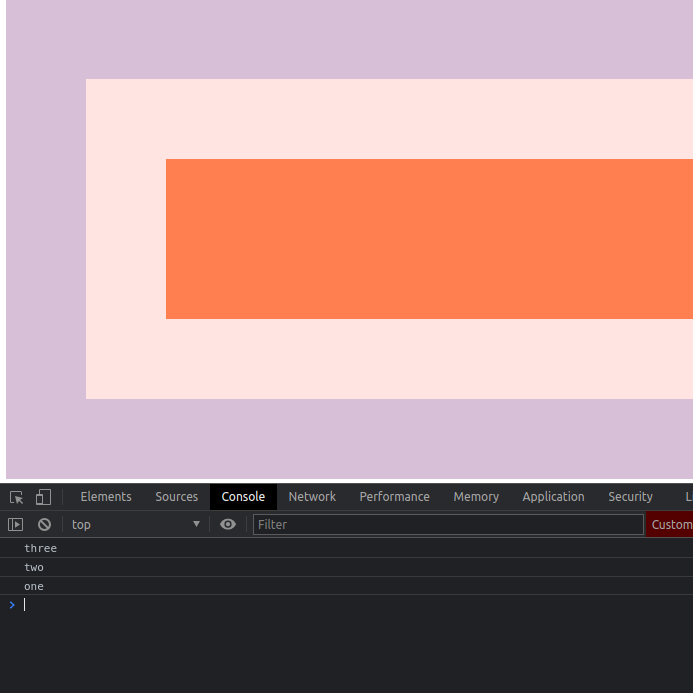 Elements Sources Console Network Performance Memory Application Security
top Filter Custom
three
two
one